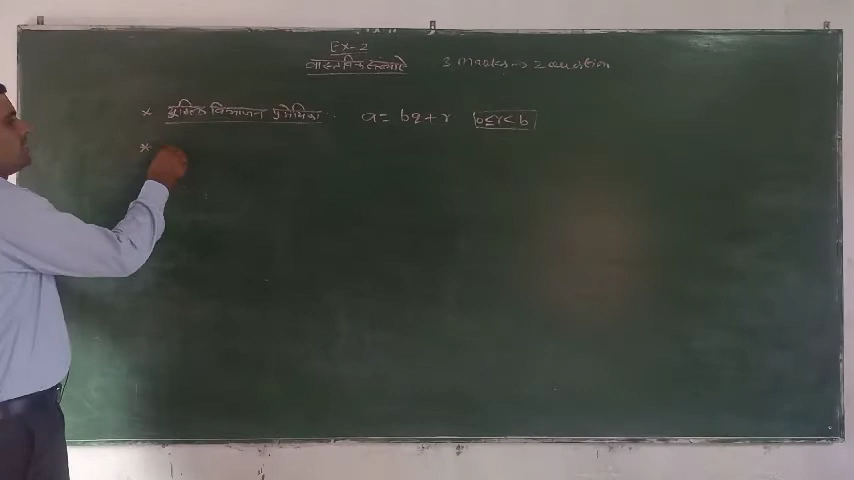 Ex-2
वास्तविक संख्याऐ 3 marks → 2 question
* युक्लिड विभाजन प्रमेयिका .. a = bq + r 0 ≤ r < b
*